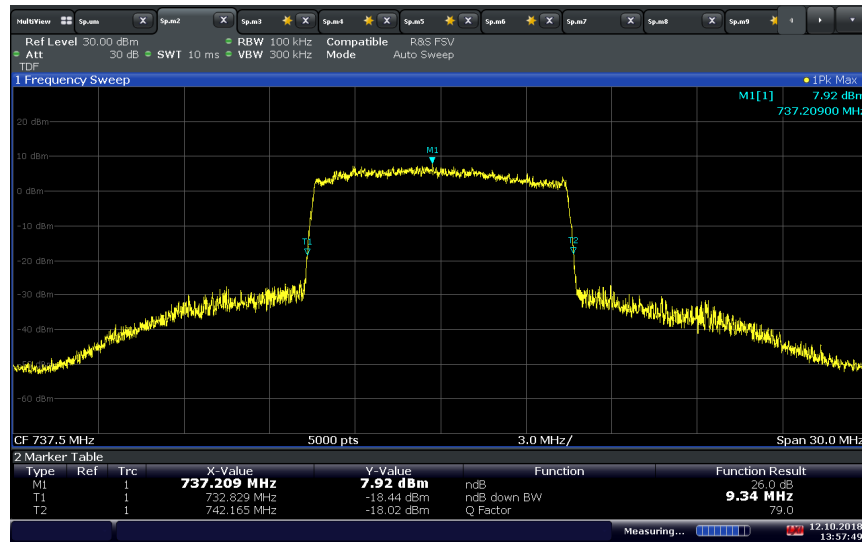 MultiView Sp.um X Sp.m2 X Sp.m3 X Sp.m4 X Sp.m5 X Sp.m6 X Sp.m7 X Sp.m8 X Sp.m9
Ref Level 30.00 dBm RBW 100 kHz Compatible R&S FSV
Att 30 dB SWT 10 ms VBW 300 kHz Mode Auto Sweep
TDF
1 Frequency Sweep 1Pk Max
M1[1] 7.92 dBm
737.20900 MHz
20 dBm
10 dBm
M1
0 dBm
-10 dBm
T1 T2
-20 dBm
-30 dBm
-40 dBm
-50 dBm
-60 dBm
CF 737.5 MHz 5000 pts 3.0 MHz/ Span 30.0 MHz
2 Marker Table
Type Ref Trc X-Value Y-Value Function Function Result
M1 1 737.209 MHz 7.92 dBm ndB 26.0 dB
T1 1 732.829 MHz -18.44 dBm ndB down BW 9.34 MHz
T2 1 742.165 MHz -18.02 dBm Q Factor 79.0
Measuring... 12.10.2018
13:57:49